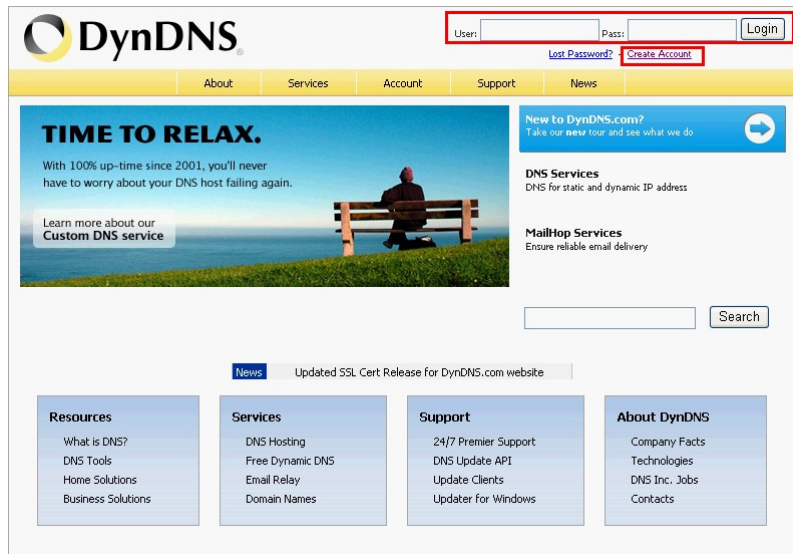 DynDNS®
User: Pass: Login
Lost Password? - Create Account
About Services Account Support News
TIME TO RELAX.
With 100% up-time since 2001, you'll never
have to worry about your DNS host failing again.
Learn more about our
Custom DNS service
New to DynDNS.com?
Take our new tour and see what we do
DNS Services
DNS for static and dynamic IP address
MailHop Services
Ensure reliable email delivery
Search
News Updated SSL Cert Release for DynDNS.com website
Resources
What is DNS?
DNS Tools
Home Solutions
Business Solutions
Services
DNS Hosting
Free Dynamic DNS
Email Relay
Domain Names
Support
24/7 Premier Support
DNS Update API
Update Clients
Updater for Windows
About DynDNS
Company Facts
Technologies
DNS Inc. Jobs
Contacts